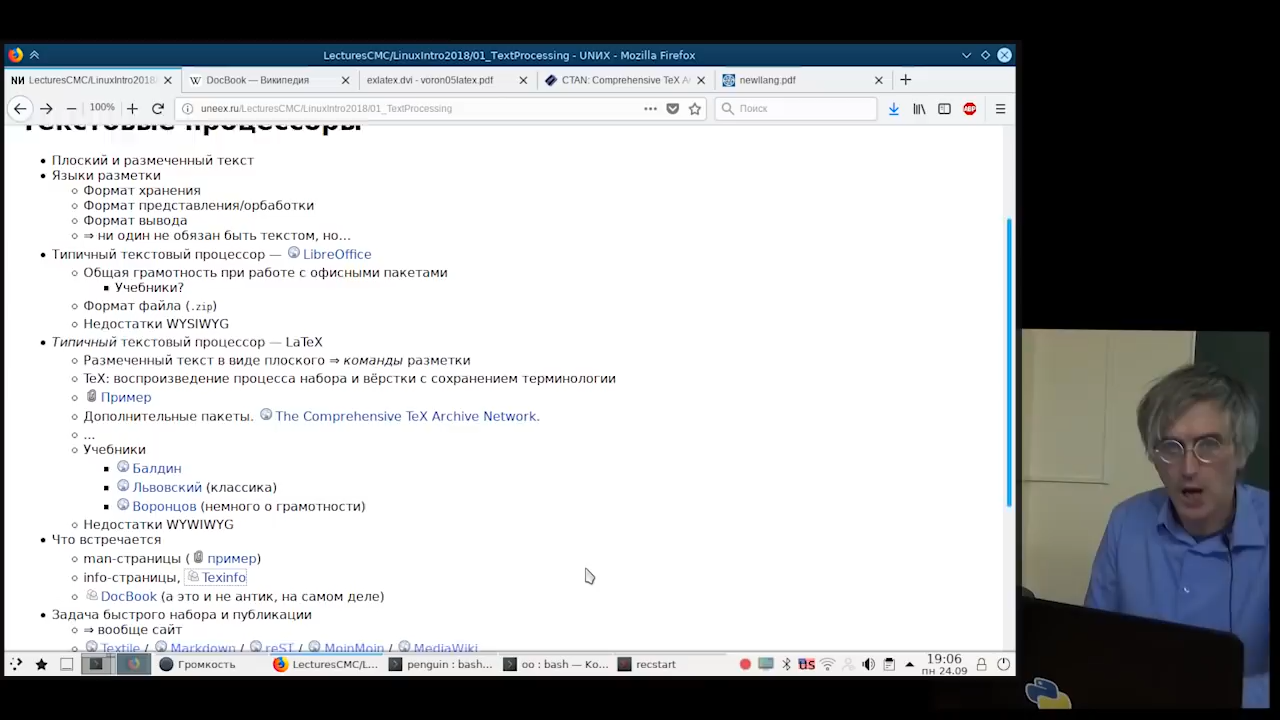 LecturesCMC/LinuxIntro2018/01_TextProcessing - UNИX - Mozilla Firefox
LecturesCMC/LinuxIntro2018
DocBook — Википедия
exlatex.dvi - voron05latex.pdf
CTAN: Comprehensive TeX A
newllang.pdf
100%
uneex.ru/LecturesCMC/LinuxIntro2018/01_TextProcessing
Поиск
Текстовые процессоры
Плоский и размеченный текст
Языки разметки
Формат хранения
Формат представления/орбаботки
Формат вывода
⇒ ни один не обязан быть текстом, но…
Типичный текстовый процессор — LibreOffice
Общая грамотность при работе с офисными пакетами
Учебники?
Формат файла (.zip)
Недостатки WYSIWYG
Типичный текстовый процессор — LaTeX
Размеченный текст в виде плоского ⇒ команды разметки
TeX: воспроизведение процесса набора и вёрстки с сохранением терминологии
Пример
Дополнительные пакеты. The Comprehensive TeX Archive Network.
...
Учебники
Балдин
Львовский (классика)
Воронцов (немного о грамотности)
Недостатки WYWIWYG
Что встречается
man-страницы (пример)
info-страницы, Texinfo
DocBook (а это и не антик, на самом деле)
Задача быстрого набора и публикации
⇒ вообще сайт
Textile / Markdown / reST / MoinMoin / MediaWiki
Громкость
LecturesCMC/L...
penguin : bash...
oo : bash — Ko...
recstart
US
19:06
пн 24.09